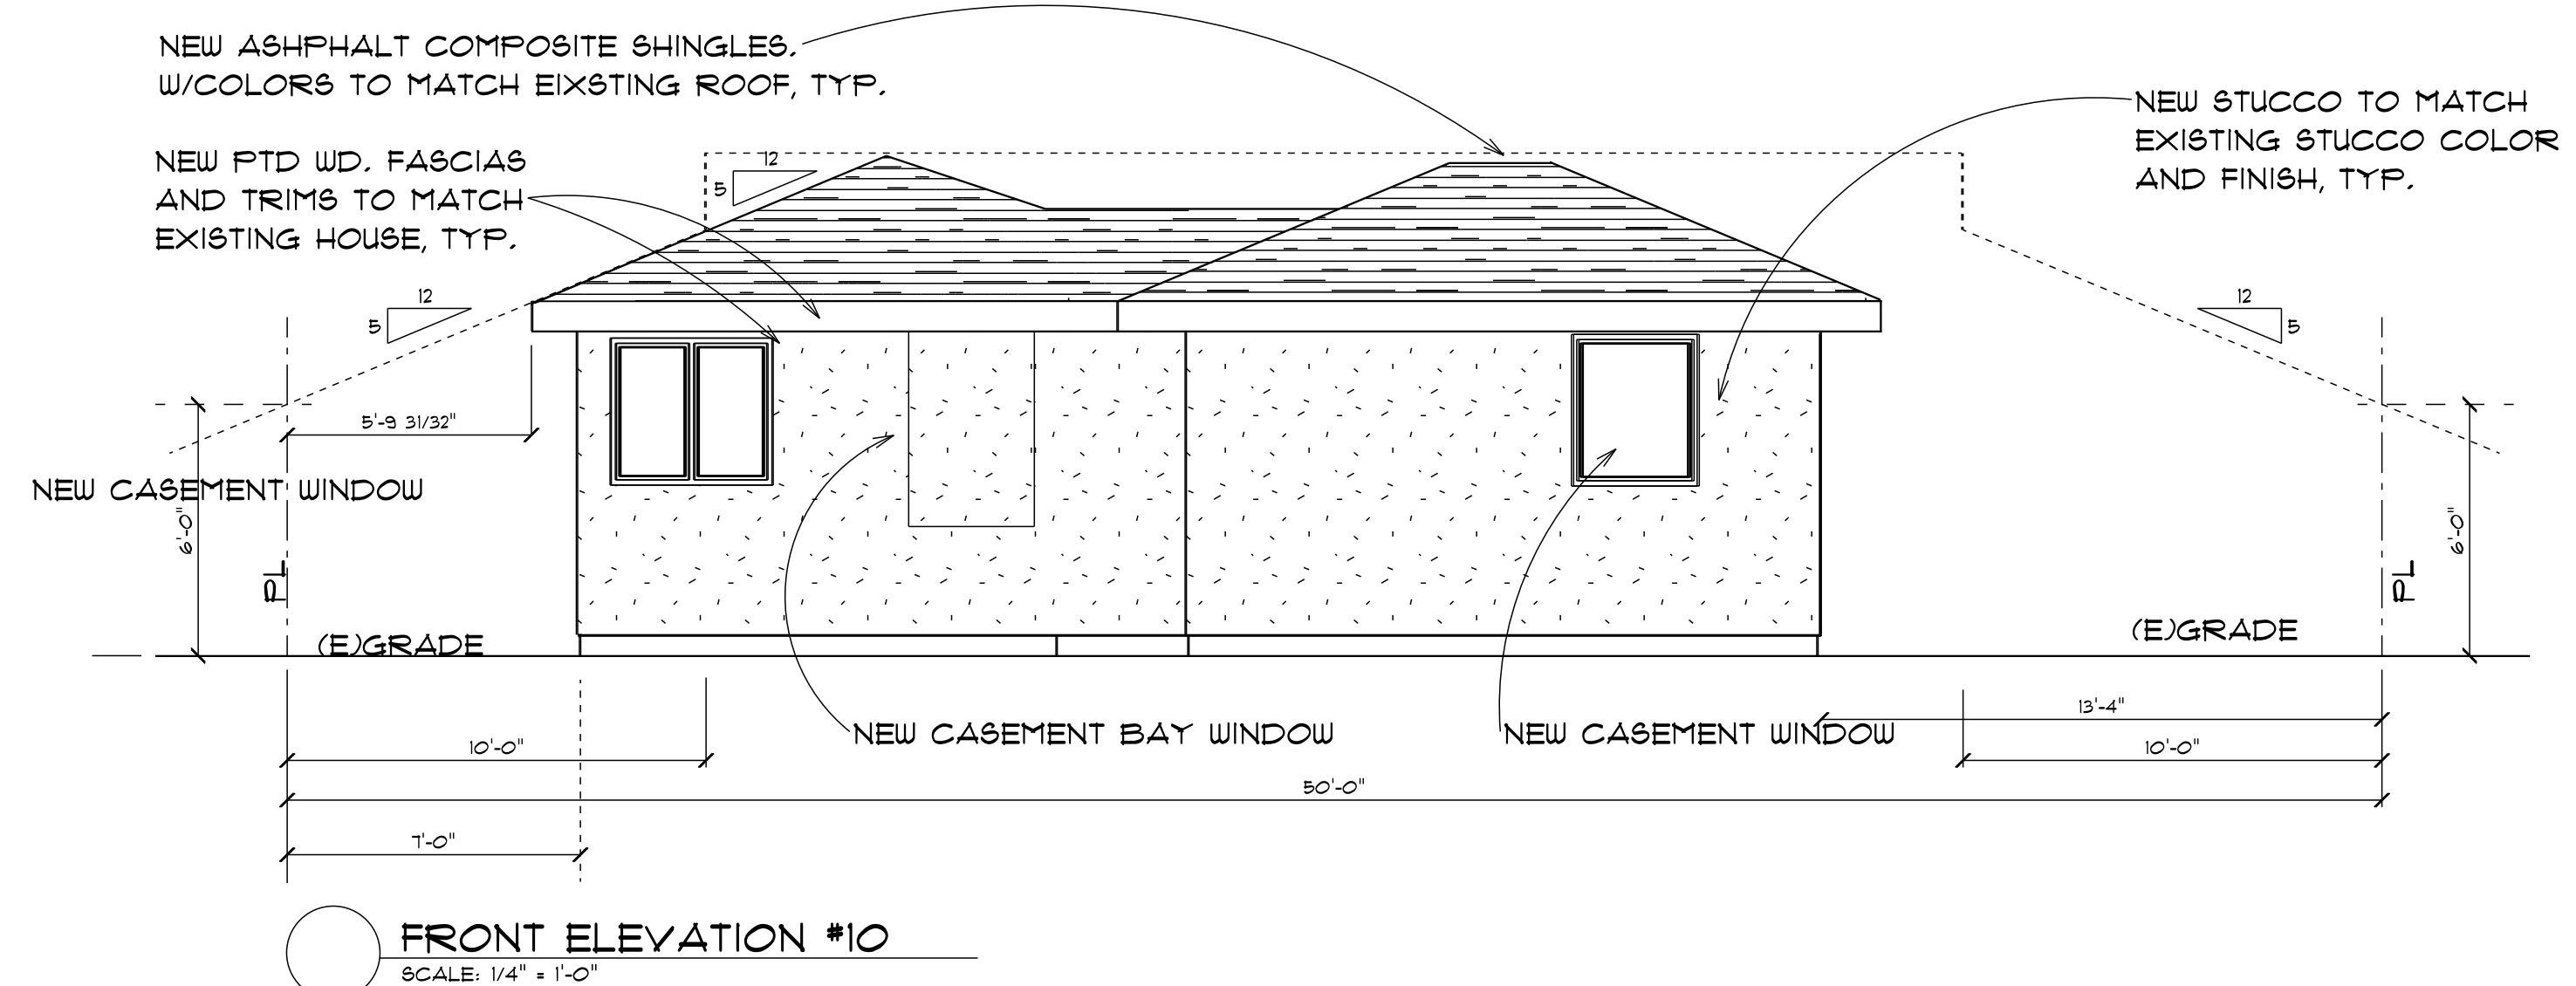 NEW ASHPHALT COMPOSITE SHINGLES.
W/COLORS TO MATCH EIXSTING ROOF, TYP.
NEW STUCCO TO MATCH
EXISTING STUCCO COLOR
AND FINISH, TYP.
NEW PTD WD. FASCIAS
AND TRIMS TO MATCH
EXISTING HOUSE, TYP.
12
5
12
5
12
5
5'-9 31/32"
NEW CASEMENT WINDOW
6'-0"
6'-0"
PL
PL
(E)GRADE
(E)GRADE
13'-4"
NEW CASEMENT BAY WINDOW
NEW CASEMENT WINDOW
10'-0"
10'-0"
50'-0"
7'-0"
FRONT ELEVATION #10
SCALE: 1/4" = 1'-0"